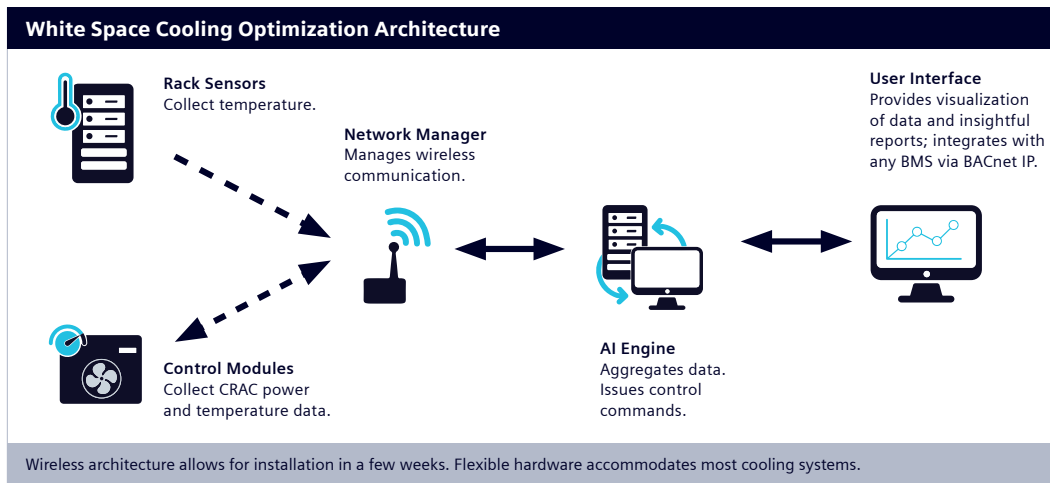 White Space Cooling Optimization Architecture
Rack Sensors
Collect temperature.
Network Manager
Manages wireless
communication.
User Interface
Provides visualization
of data and insightful
reports; integrates with
any BMS via BACnet IP.
Control Modules
Collect CRAC power
and temperature data.
AI Engine
Aggregates data.
Issues control
commands.
Wireless architecture allows for installation in a few weeks. Flexible hardware accommodates most cooling systems.